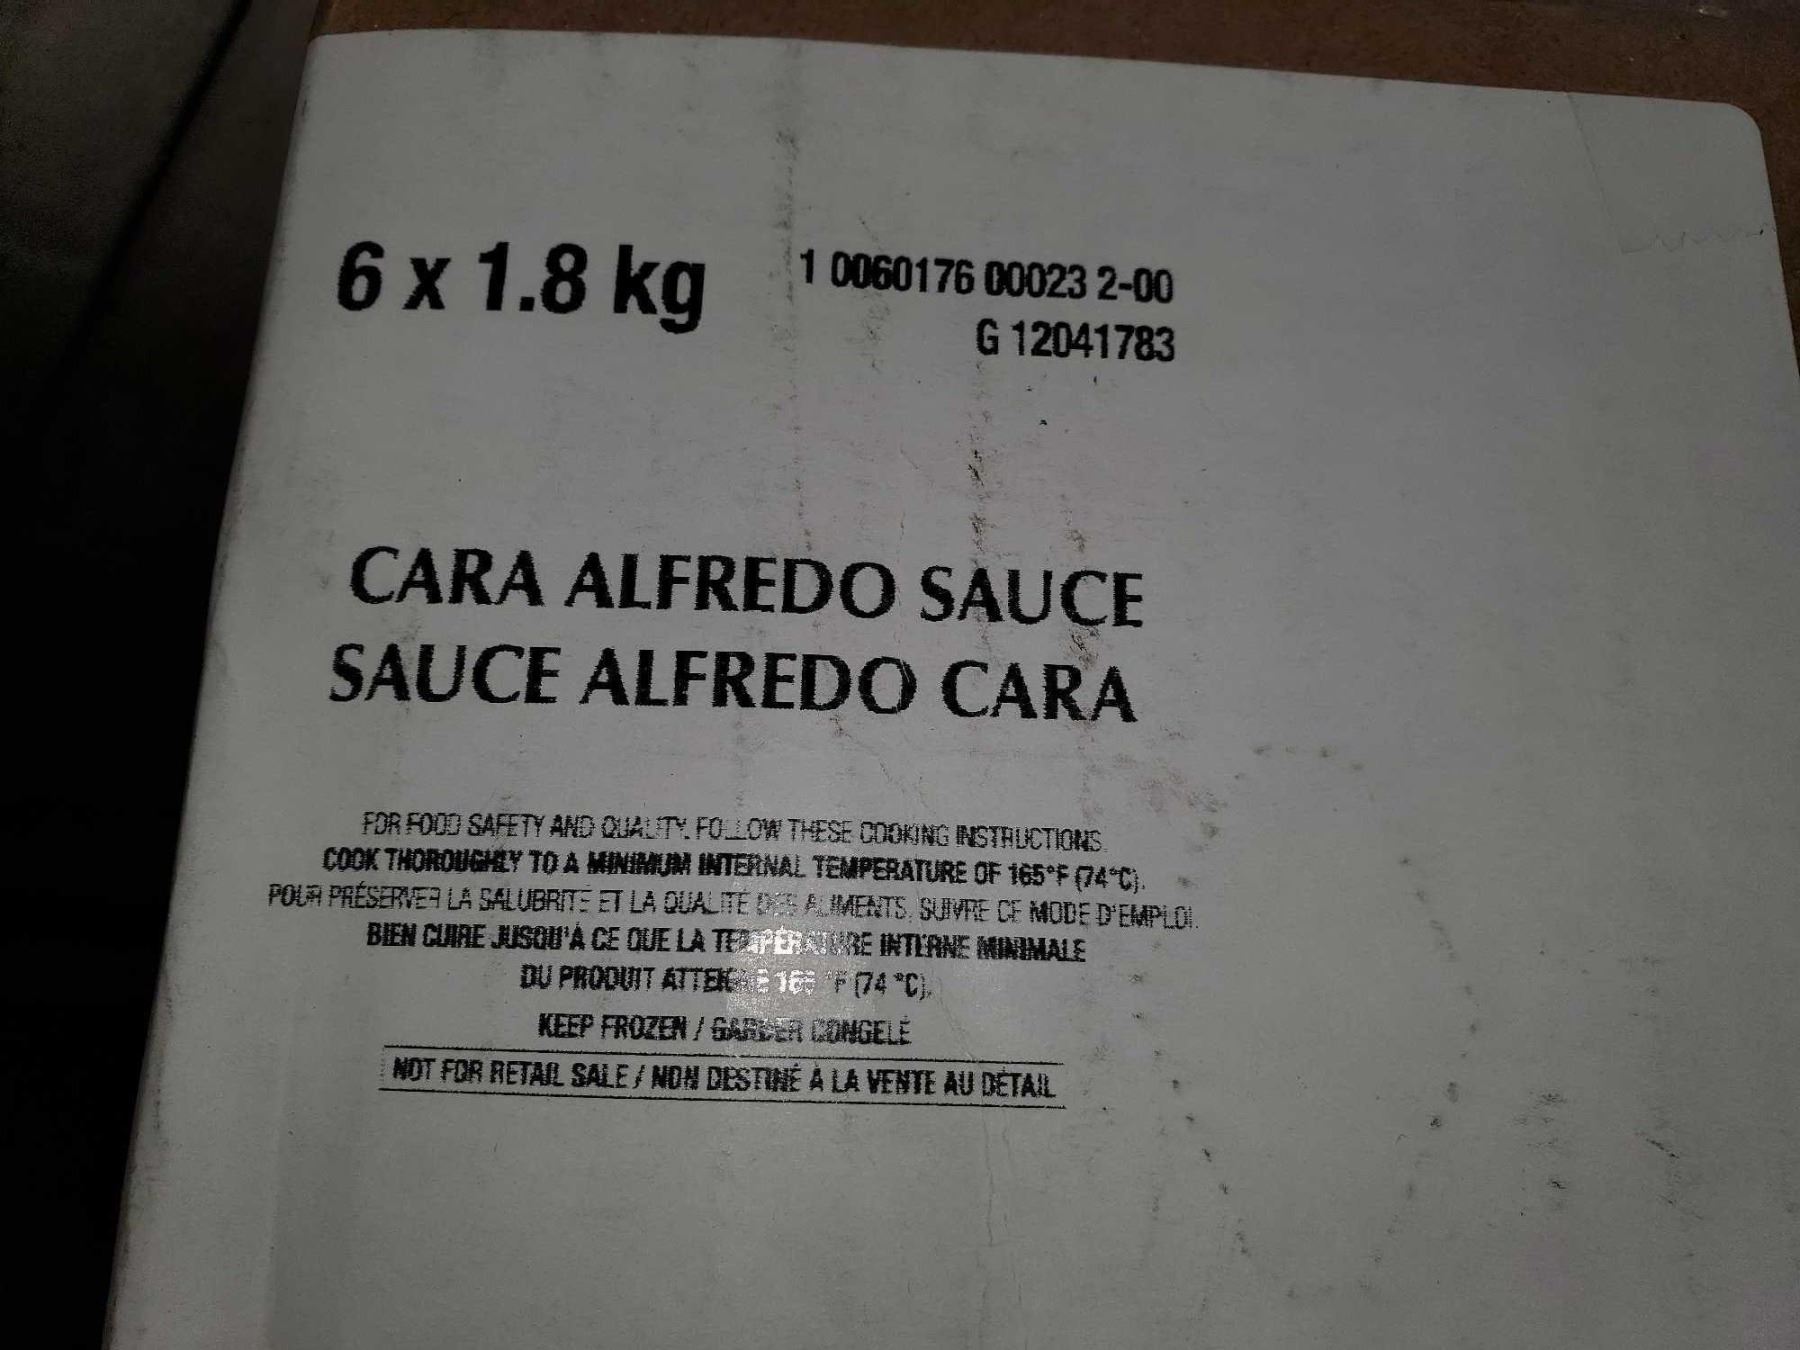 6 x 1.8 kg
1 0060176 00023 2-00
G 12041783
CARA ALFREDO SAUCE
SAUCE ALFREDO CARA
FOR FOOD SAFETY AND QUALITY, FOLLOW THESE COOKING INSTRUCTIONS.
COOK THOROUGHLY TO A MINIMUM INTERNAL TEMPERATURE OF 165°F (74°C).
POUR PRÉSERVER LA SALUBRITÉ ET LA QUALITÉ DES ALIMENTS, SUIVRE CE MODE D'EMPLOI.
BIEN CUIRE JUSQU'À CE QUE LA TEMPÉRATURE INTERNE MINIMALE
DU PRODUIT ATTEIGNE 165 °F (74 °C).
KEEP FROZEN / GARDER CONGELÉ
NOT FOR RETAIL SALE / NON DESTINÉ À LA VENTE AU DÉTAIL